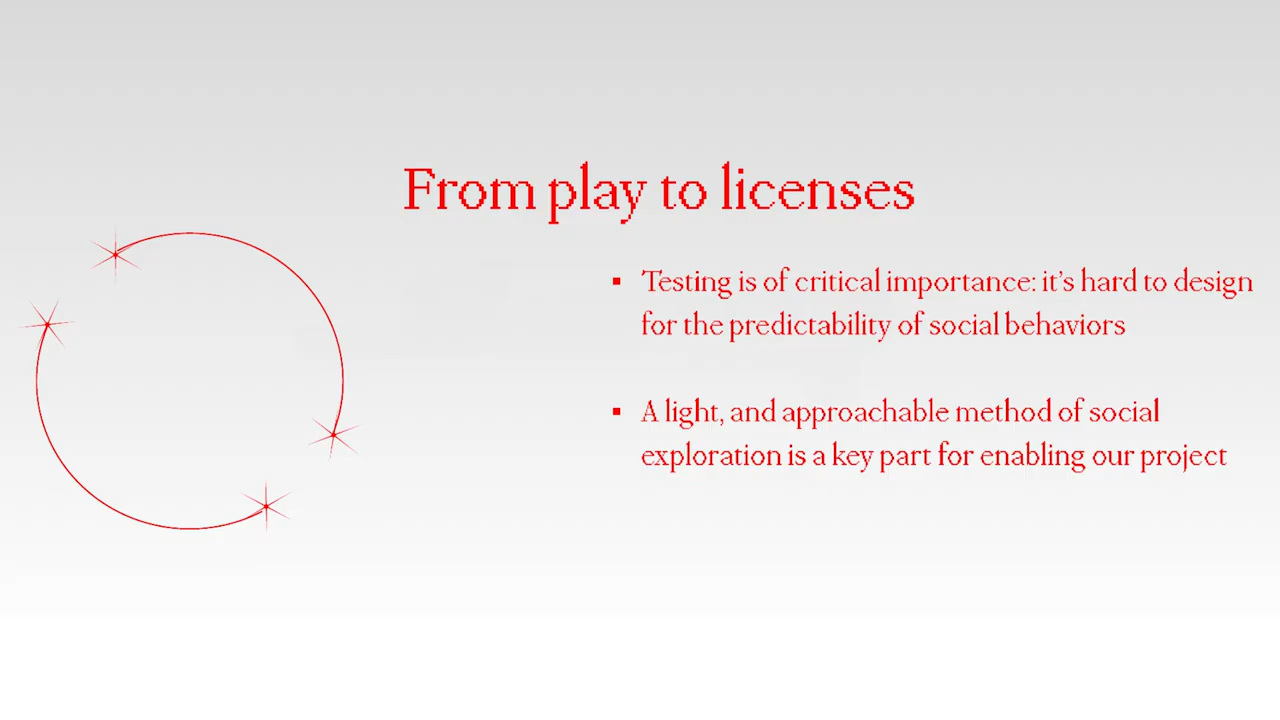 From play to licenses
▪ Testing is of critical importance: it's hard to design
for the predictability of social behaviors
▪ A light, and approachable method of social
exploration is a key part for enabling our project